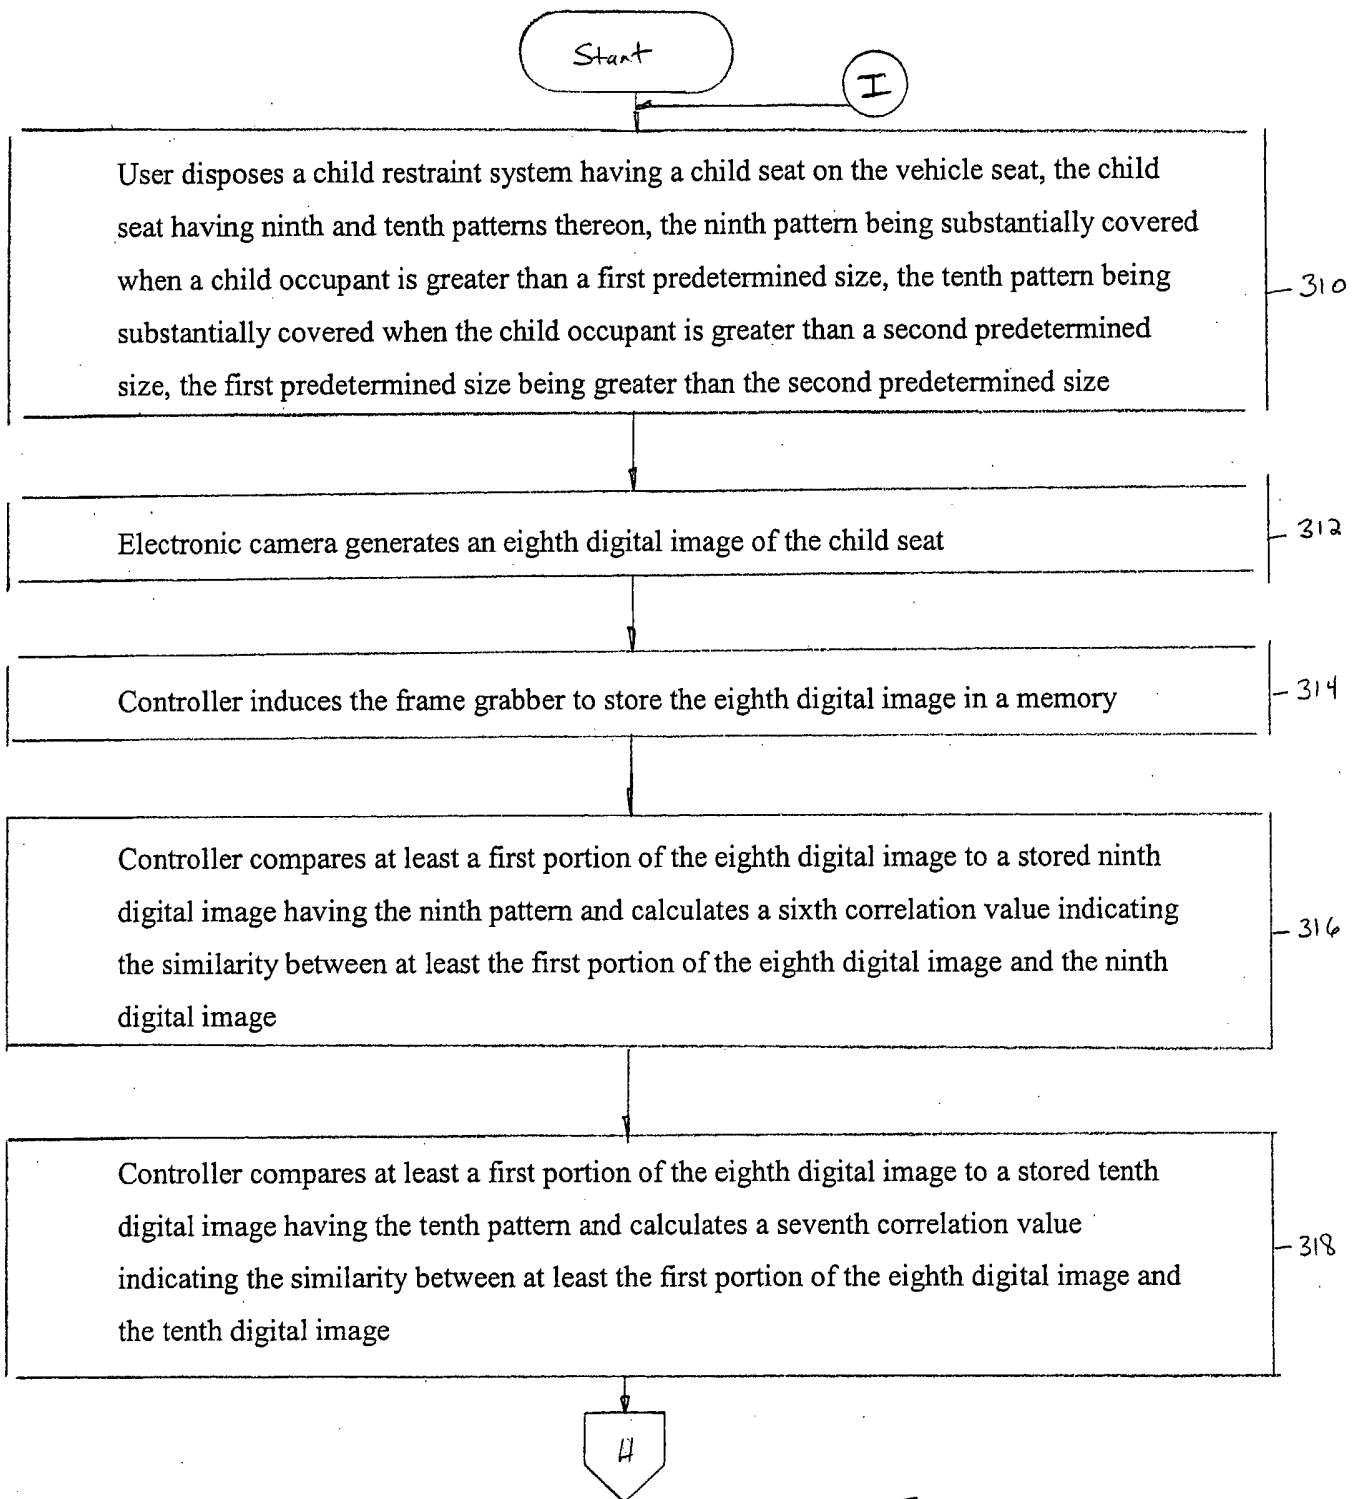 Start
I
User disposes a child restraint system having a child seat on the vehicle seat, the child
seat having ninth and tenth patterns thereon, the ninth pattern being substantially covered
when a child occupant is greater than a first predetermined size, the tenth pattern being
substantially covered when the child occupant is greater than a second predetermined
size, the first predetermined size being greater than the second predetermined size
310
Electronic camera generates an eighth digital image of the child seat
312
Controller induces the frame grabber to store the eighth digital image in a memory
314
Controller compares at least a first portion of the eighth digital image to a stored ninth
digital image having the ninth pattern and calculates a sixth correlation value indicating
the similarity between at least the first portion of the eighth digital image and the ninth
digital image
316
Controller compares at least a first portion of the eighth digital image to a stored tenth
digital image having the tenth pattern and calculates a seventh correlation value
indicating the similarity between at least the first portion of the eighth digital image and
the tenth digital image
318
H